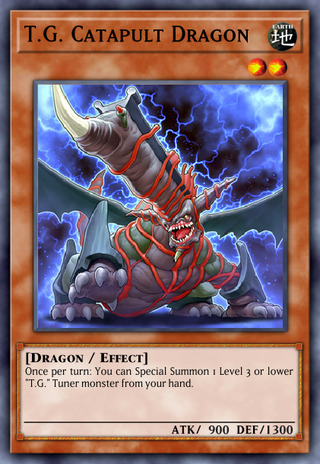 T.G. Catapult Dragon
EARTH
地
[Dragon / Effect]
Once per turn: You can Special Summon 1 Level 3 or lower
"T.G." Tuner monster from your hand.
ATK/ 900 DEF/1300